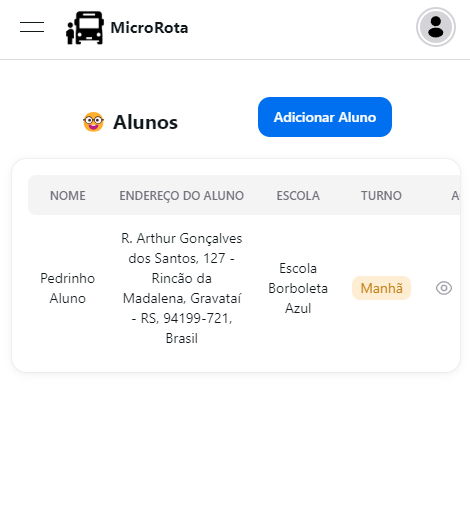 MicroRota
🤓 Alunos
Adicionar Aluno
NOME ENDEREÇO DO ALUNO ESCOLA TURNO
R. Arthur Gonçalves
dos Santos, 127 -
Rincão da
Madalena, Gravataí
- RS, 94199-721,
Brasil
Pedrinho
Aluno
Escola
Borboleta
Azul
Manhã